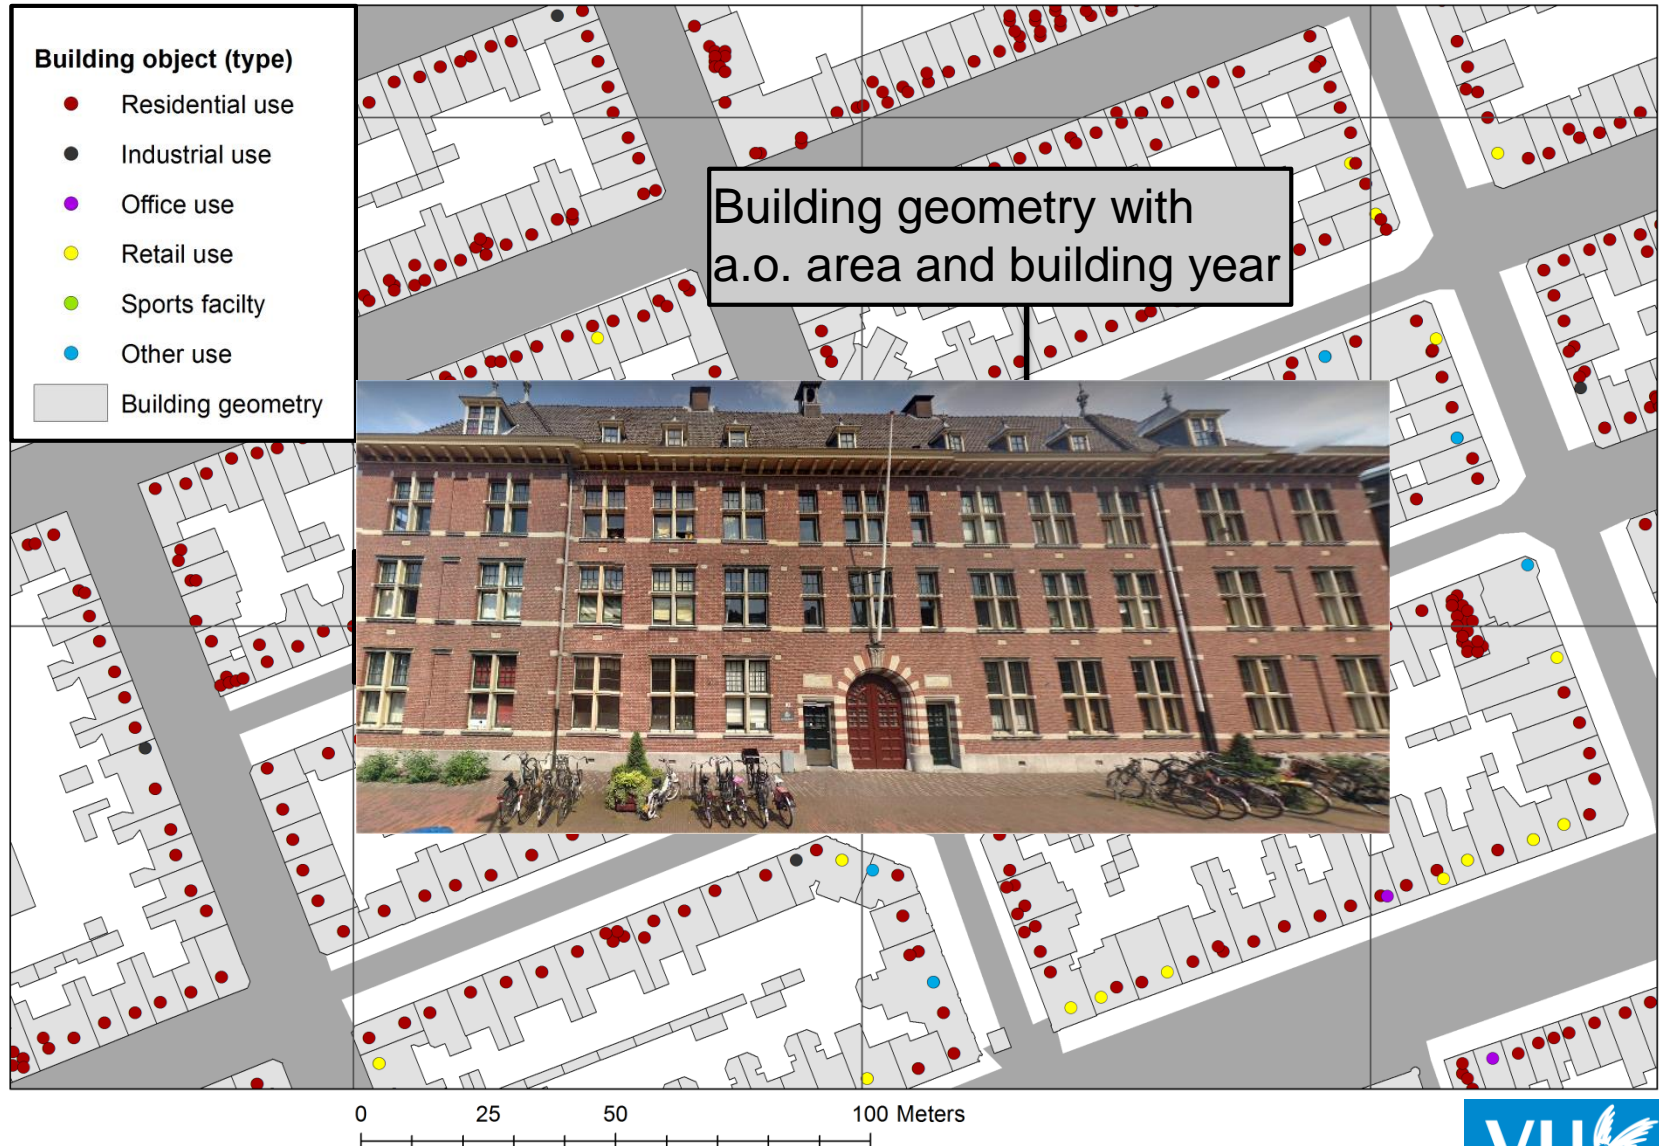 Building object (type)
Residential use
Industrial use
Office use
Retail use
Sports facilty
Other use
Building geometry
Building geometry with
a.o. area and building year
0 25 50 100 Meters
VU